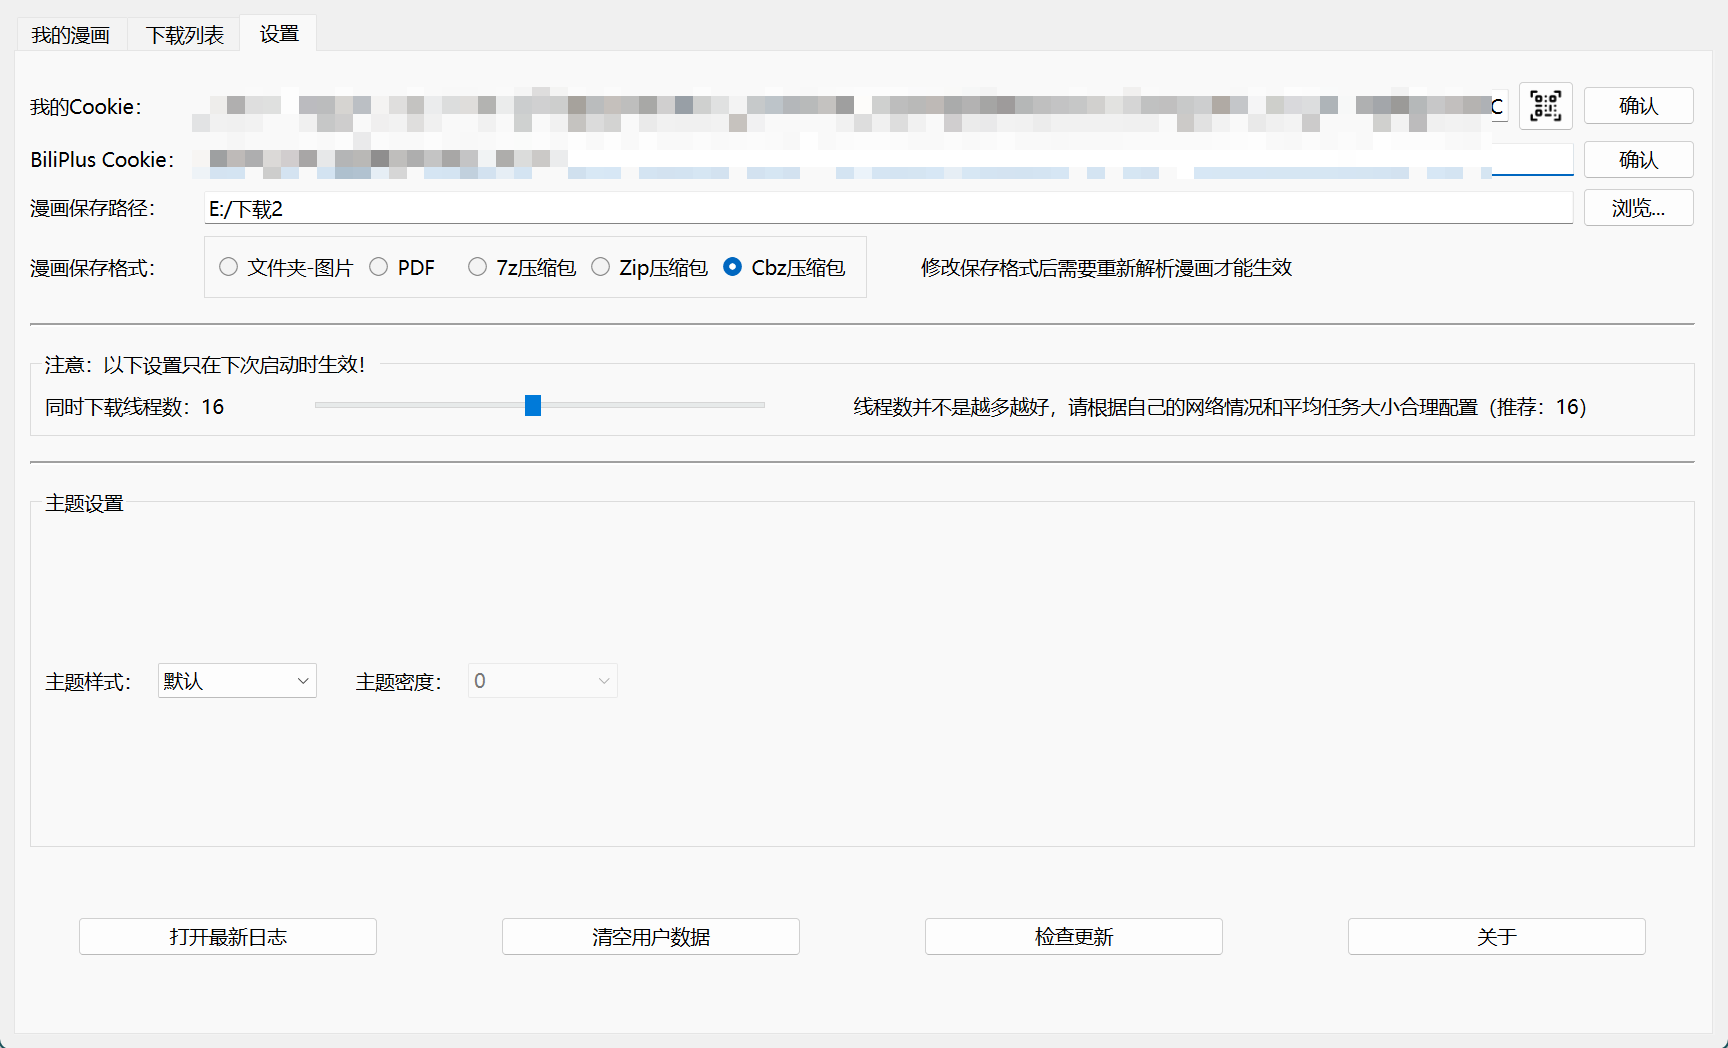 我的漫画 下载列表 设置
我的Cookie： C 确认
BiliPlus Cookie： 确认
漫画保存路径： E:/下载2 浏览...
漫画保存格式： 文件夹-图片 PDF 7z压缩包 Zip压缩包 Cbz压缩包 修改保存格式后需要重新解析漫画才能生效
注意：以下设置只在下次启动时生效！
同时下载线程数：16 线程数并不是越多越好，请根据自己的网络情况和平均任务大小合理配置（推荐：16）
主题设置
主题样式： 默认 主题密度： 0
打开最新日志 清空用户数据 检查更新 关于